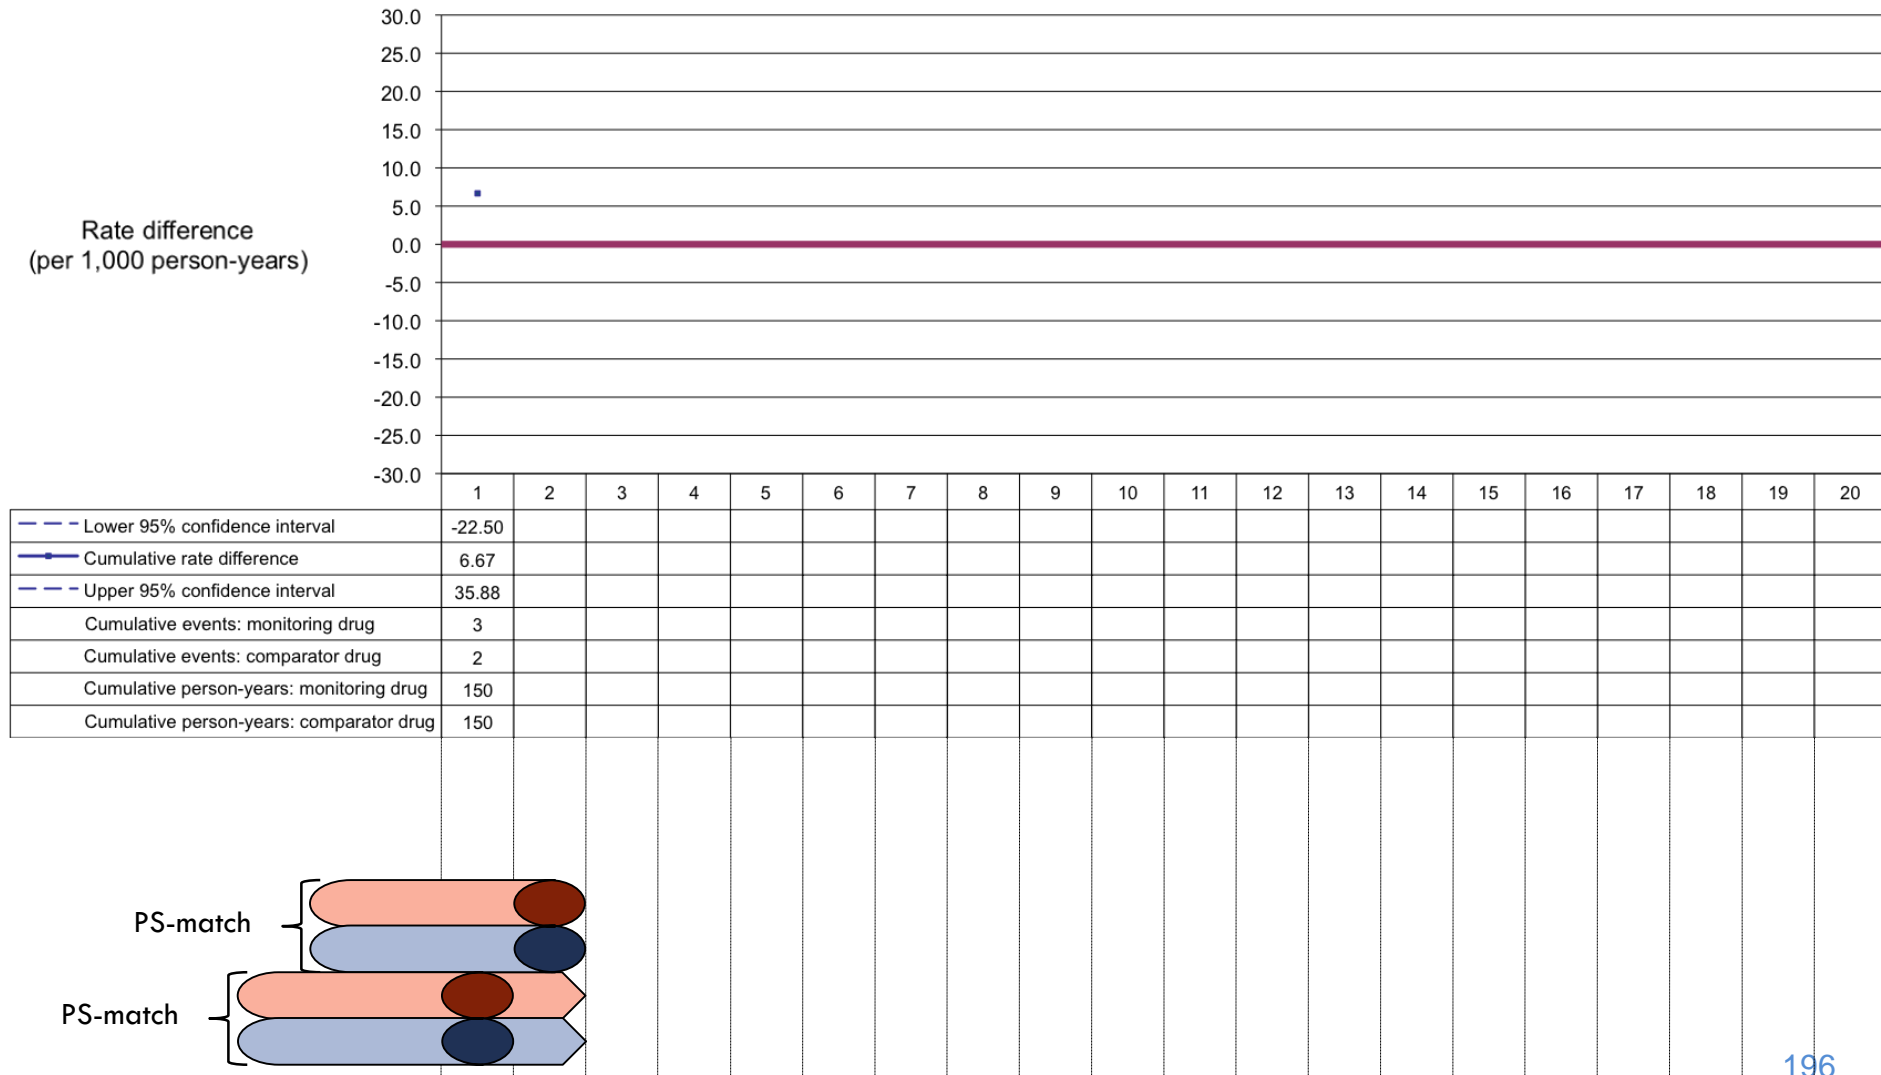 30.0
25.0
20.0
15.0
10.0
5.0
0.0
-5.0
-10.0
-15.0
-20.0
-25.0
-30.0
Rate difference
(per 1,000 person-years)
1 2 3 4 5 6 7 8 9 10 11 12 13 14 15 16 17 18 19 20
Lower 95% confidence interval -22.50
Cumulative rate difference 6.67
Upper 95% confidence interval 35.88
Cumulative events: monitoring drug 3
Cumulative events: comparator drug 2
Cumulative person-years: monitoring drug 150
Cumulative person-years: comparator drug 150
PS-match
PS-match
196